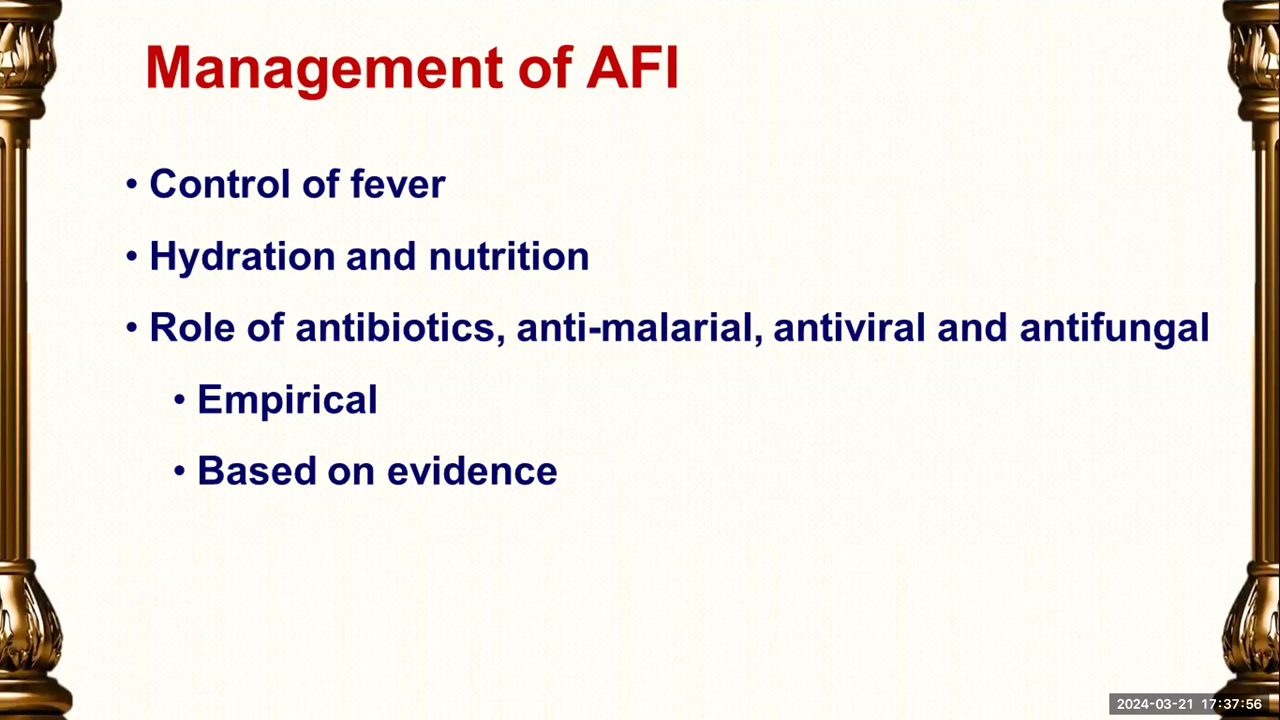 Management of AFI
• Control of fever
• Hydration and nutrition
• Role of antibiotics, anti-malarial, antiviral and antifungal
• Empirical
• Based on evidence
2024-03-21 17:37:56